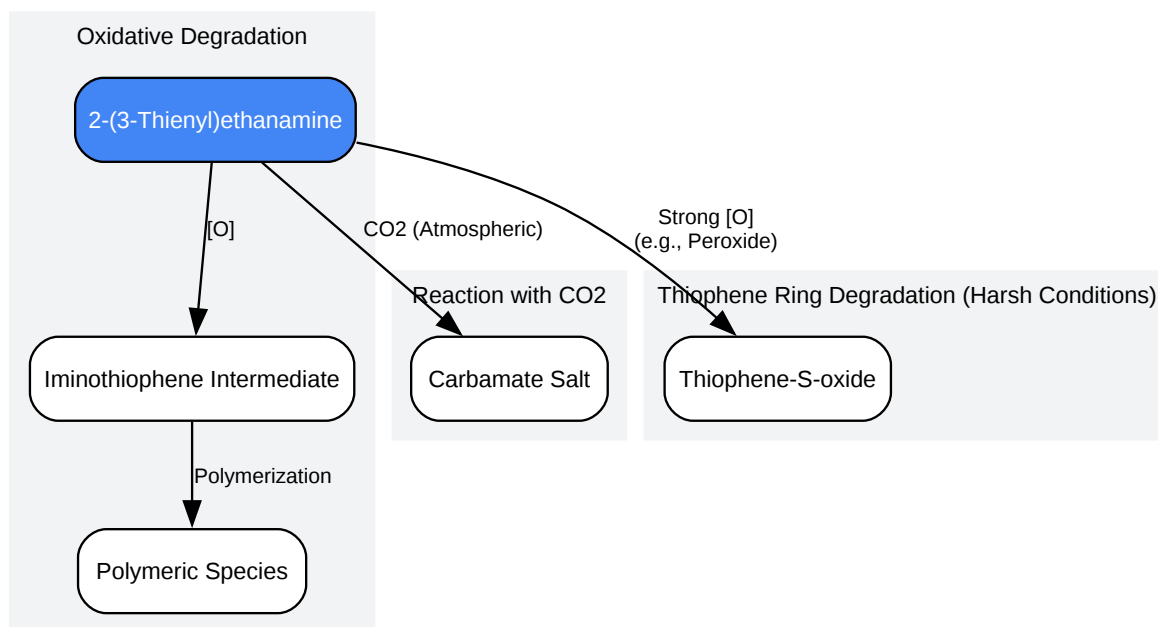 Oxidative Degradation
2-(3-Thienyl)ethanamine
[O]
CO2 (Atmospheric)
Strong [O]
(e.g., Peroxide)
Reaction with CO2
Thiophene Ring Degradation (Harsh Conditions)
Iminothiophene Intermediate
Carbamate Salt
Thiophene-S-oxide
Polymerization
Polymeric Species